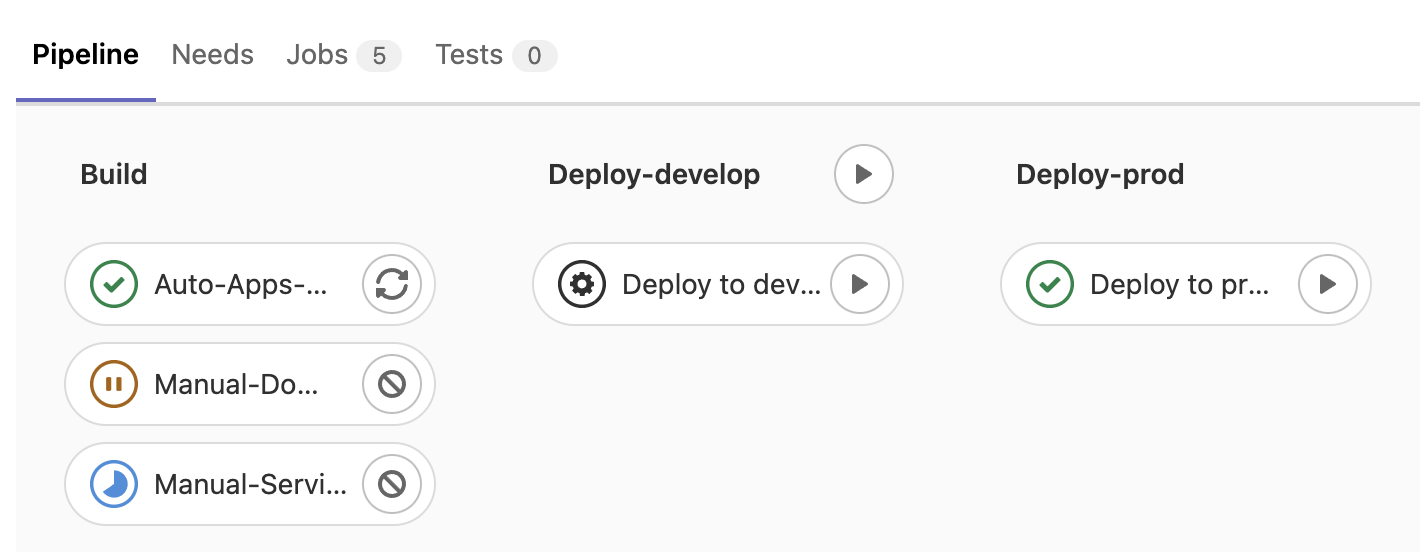 Pipeline Needs Jobs 5 Tests 0
Build Deploy-develop Deploy-prod
Auto-Apps-... Deploy to dev... Deploy to pr...
Manual-Do...
Manual-Servi...